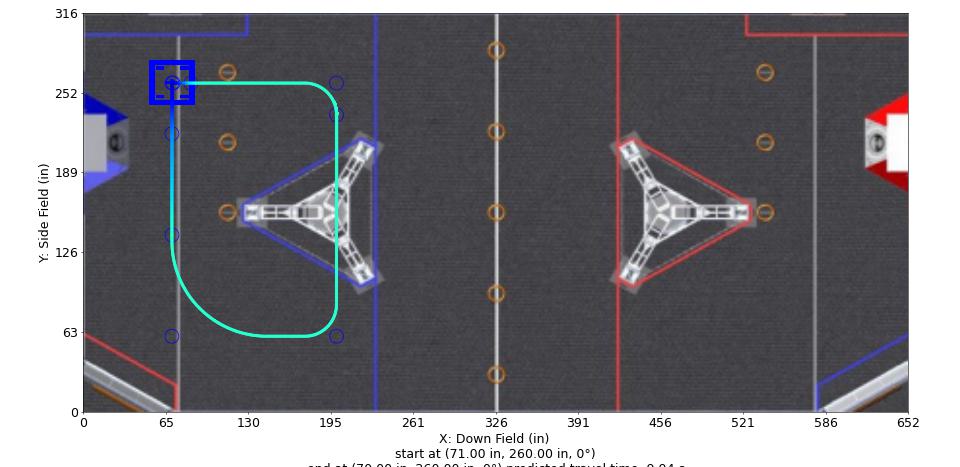 316
252
189
126
63
0
0 65 130 195 261 326 391 456 521 586 652
Y: Side Field (in)
X: Down Field (in)
start at (71.00 in, 260.00 in, 0°)